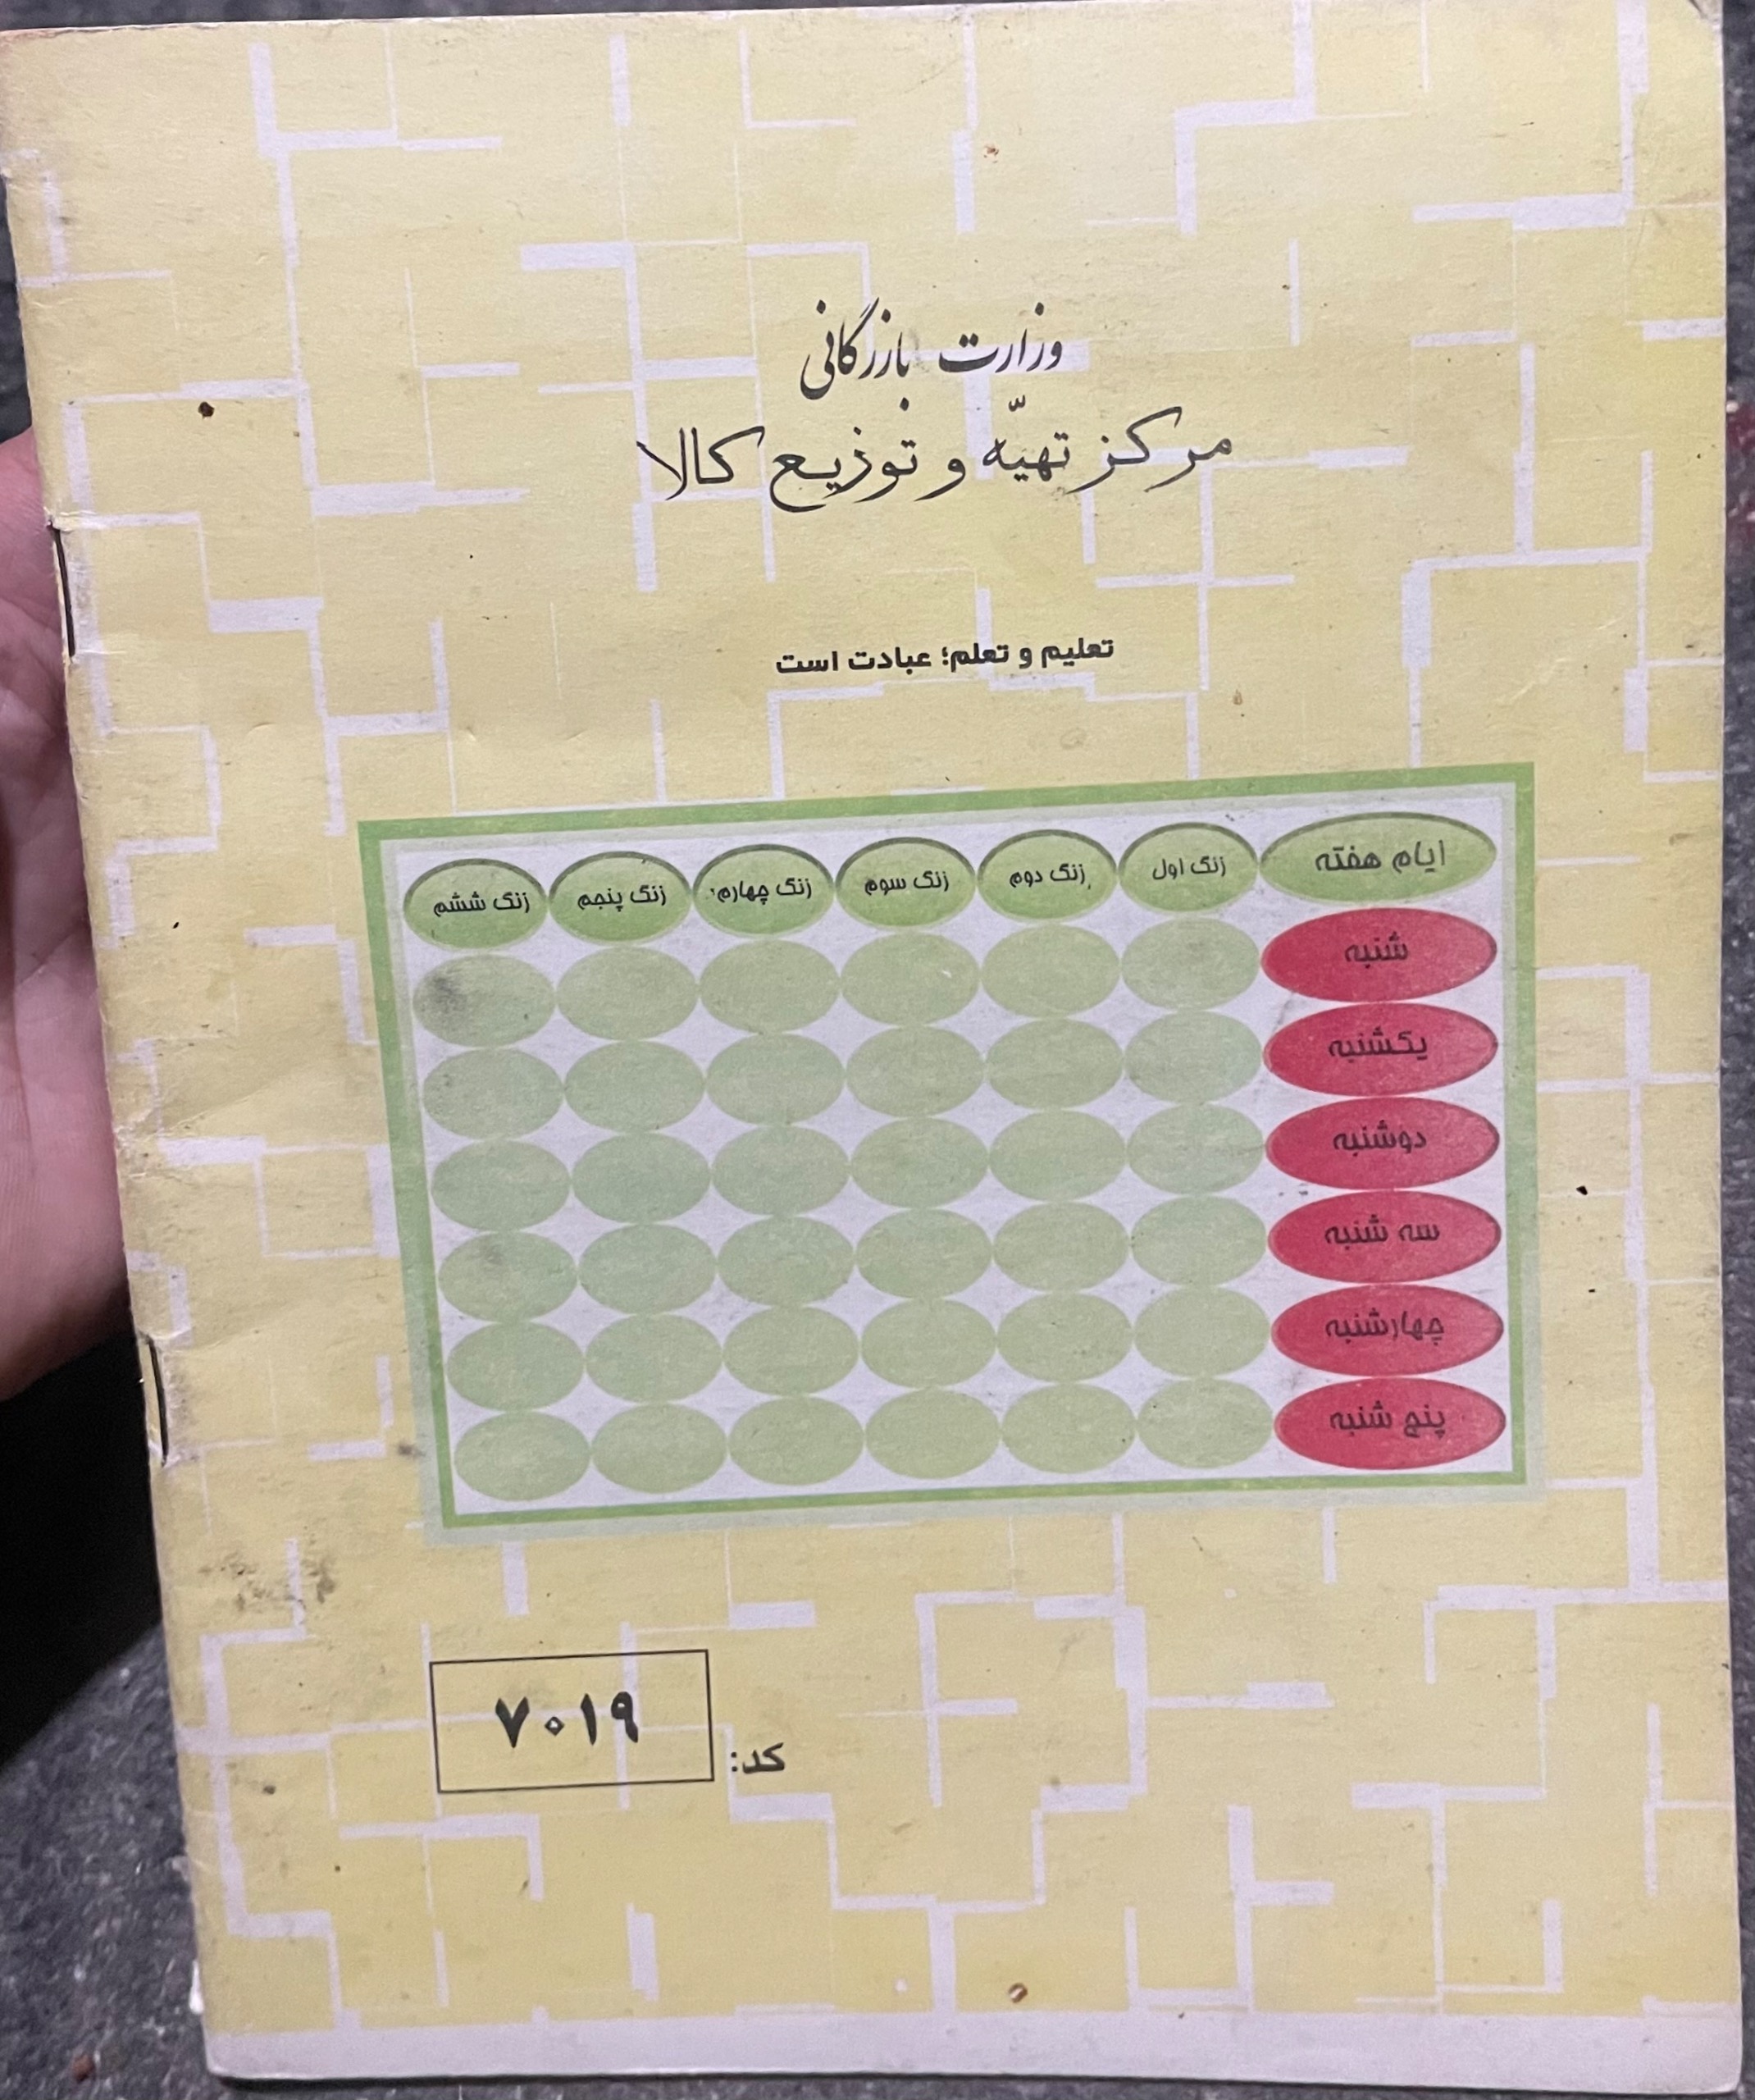 وزارت بازرگانی
مرکز تهیّه و توزیع کالا
تعلیم و تعلم؛ عبادت است
ایام هفته زنگ اول زنگ دوم زنگ سوم زنگ چهارم زنگ پنجم زنگ ششم
شنبه
یکشنبه
دوشنبه
سه شنبه
چهارشنبه
پنج شنبه
کد: ۷۰۱۹